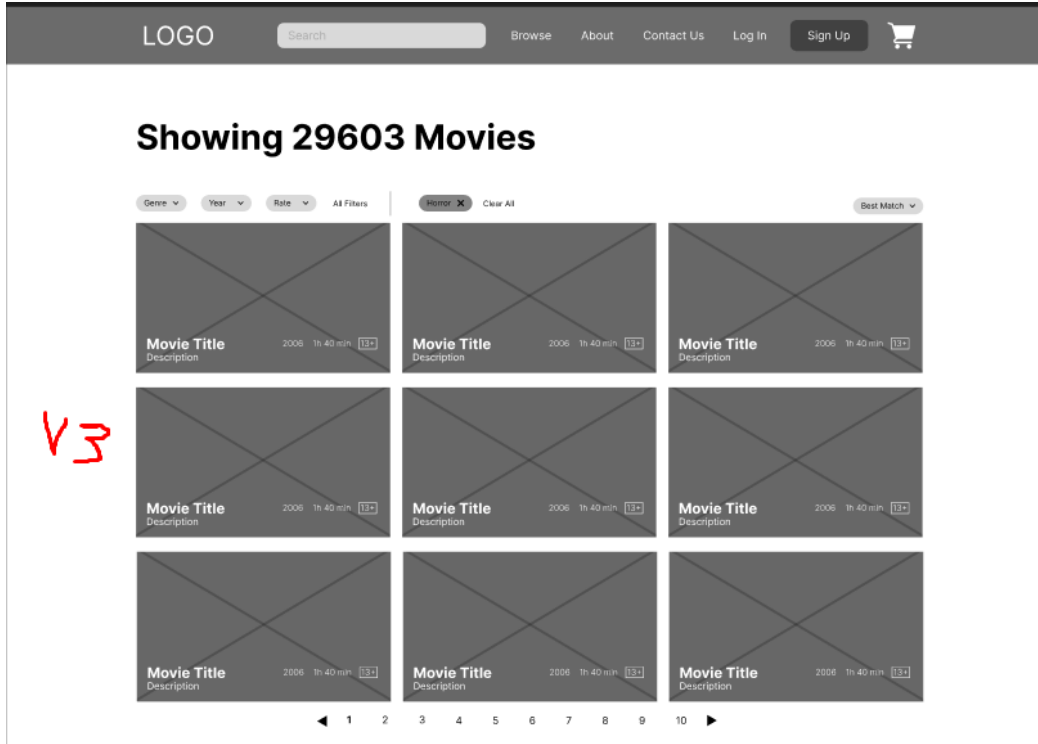 LOGO Search Browse About Contact Us Log In Sign Up
Showing 29603 Movies
Genre Year Rate All Filters Horror X Clear All Best Match
Movie Title 2006 1h 40 min 13+ Movie Title 2006 1h 40 min 13+ Movie Title 2006 1h 40 min 13+
Description Description Description
V3
Movie Title 2006 1h 40 min 13+ Movie Title 2006 1h 40 min 13+ Movie Title 2006 1h 40 min 13+
Description Description Description
Movie Title 2006 1h 40 min 13+ Movie Title 2006 1h 40 min 13+ Movie Title 2006 1h 40 min 13+
Description Description Description
1 2 3 4 5 6 7 8 9 10